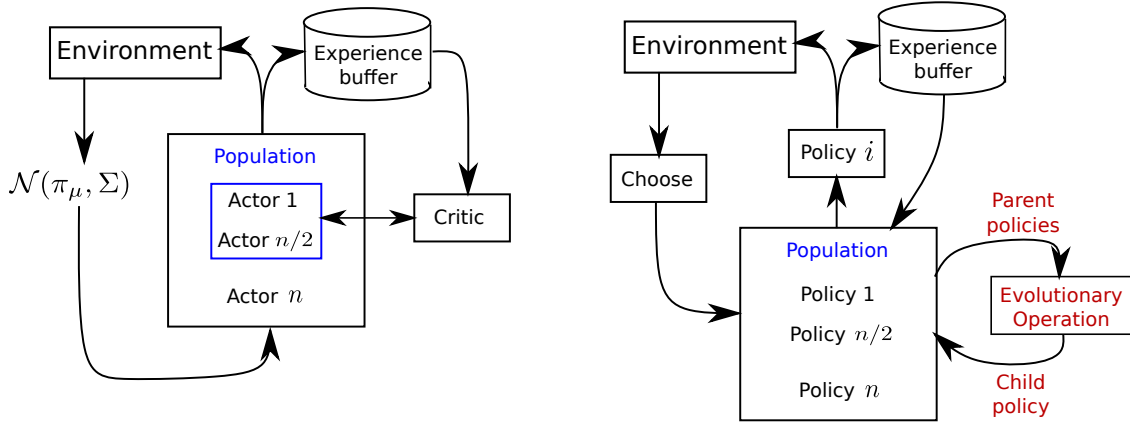 Environment
Experience
buffer
𝒩(π_μ, Σ)
Population
Actor 1
Actor n/2
Actor n
Critic
Environment
Experience
buffer
Choose
Policy i
Population
Policy 1
Policy n/2
Policy n
Parent
policies
Evolutionary
Operation
Child
policy